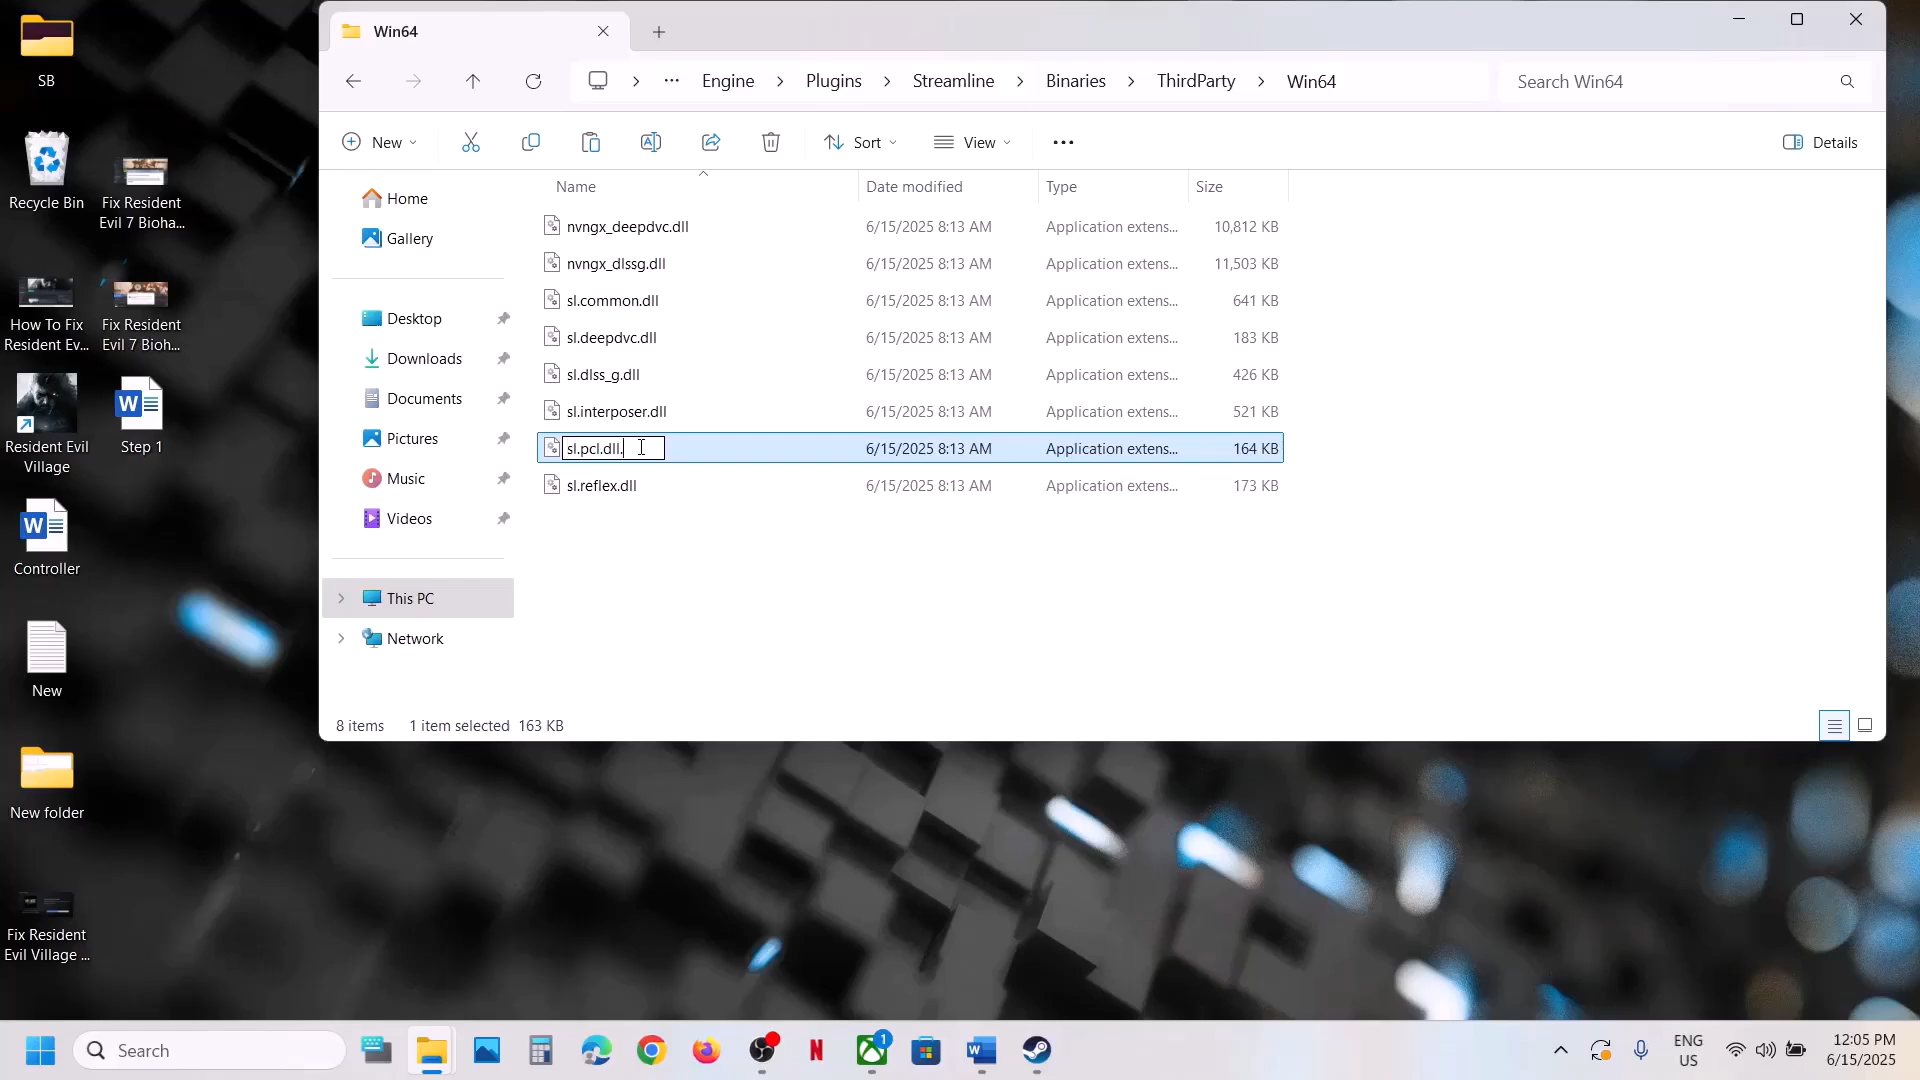 SB
Recycle Bin
Fix Resident
Evil 7 Bioha...
How To Fix
Resident Ev...
Fix Resident
Evil 7 Bioh...
Resident Evil
Village
Step 1
Controller
New
New folder
Fix Resident
Evil Village ...
Win64
... Engine > Plugins > Streamline > Binaries > ThirdParty > Win64
Search Win64
New
Sort
View
Details
Home
Gallery
Desktop
Downloads
Documents
Pictures
Music
Videos
This PC
Network
Name Date modified Type Size
nvngx_deepdvc.dll 6/15/2025 8:13 AM Application extens... 10,812 KB
nvngx_dlssg.dll 6/15/2025 8:13 AM Application extens... 11,503 KB
sl.common.dll 6/15/2025 8:13 AM Application extens... 641 KB
sl.deepdvc.dll 6/15/2025 8:13 AM Application extens... 183 KB
sl.dlss_g.dll 6/15/2025 8:13 AM Application extens... 426 KB
sl.interposer.dll 6/15/2025 8:13 AM Application extens... 521 KB
sl.pcl.dll. 6/15/2025 8:13 AM Application extens... 164 KB
sl.reflex.dll 6/15/2025 8:13 AM Application extens... 173 KB
8 items 1 item selected 163 KB
Search
1
ENG
US
12:05 PM
6/15/2025